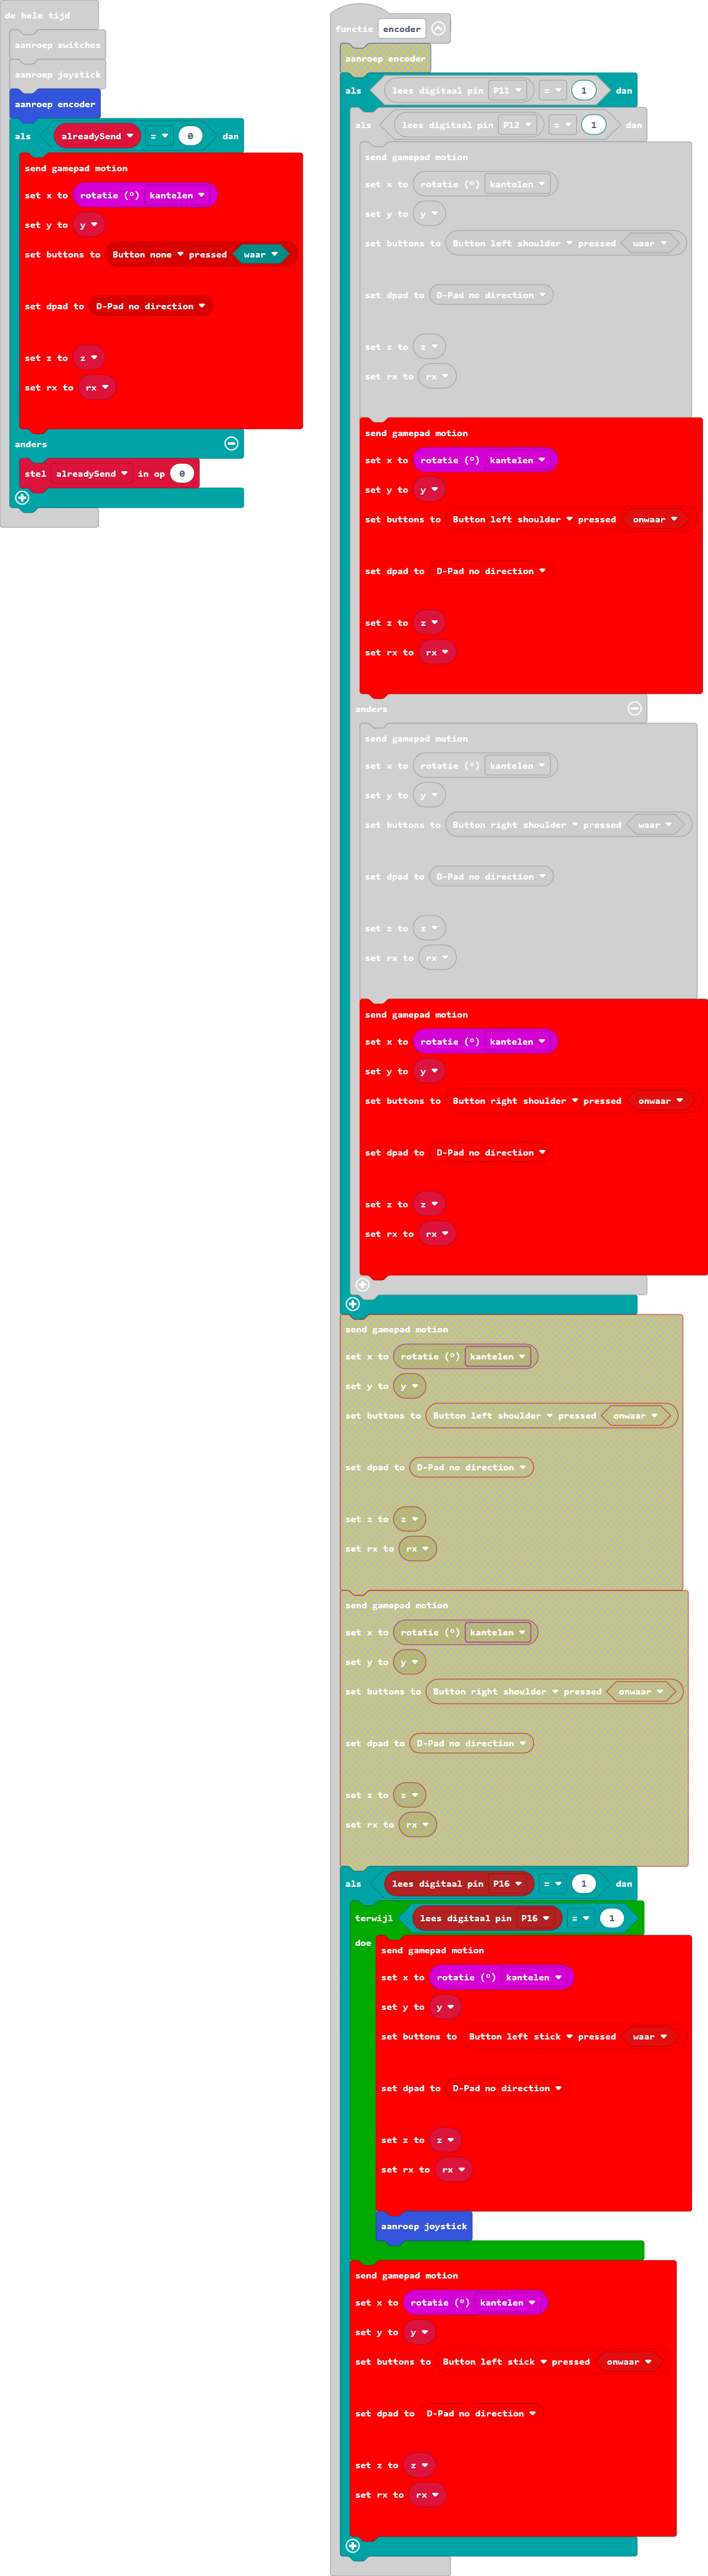 de hele tijd
aanroep switches
aanroep joystick
aanroep encoder
als alreadySend = 0 dan
send gamepad motion
set x to rotatie (º) kantelen
set y to y
set buttons to Button none pressed waar
set dpad to D-Pad no direction
set z to z
set rx to rx
anders
stel alreadySend in op 0
functie encoder
aanroep encoder
als lees digitaal pin P11 = 1 dan
als lees digitaal pin P12 = 1 dan
send gamepad motion
set x to rotatie (º) kantelen
set y to y
set buttons to Button left shoulder pressed waar
set dpad to D-Pad no direction
set z to z
set rx to rx
send gamepad motion
set x to rotatie (º) kantelen
set y to y
set buttons to Button left shoulder pressed onwaar
set dpad to D-Pad no direction
set z to z
set rx to rx
anders
send gamepad motion
set x to rotatie (º) kantelen
set y to y
set buttons to Button right shoulder pressed waar
set dpad to D-Pad no direction
set z to z
set rx to rx
send gamepad motion
set x to rotatie (º) kantelen
set y to y
set buttons to Button right shoulder pressed onwaar
set dpad to D-Pad no direction
set z to z
set rx to rx
send gamepad motion
set x to rotatie (º) kantelen
set y to y
set buttons to Button left shoulder pressed onwaar
set dpad to D-Pad no direction
set z to z
set rx to rx
send gamepad motion
set x to rotatie (º) kantelen
set y to y
set buttons to Button right shoulder pressed onwaar
set dpad to D-Pad no direction
set z to z
set rx to rx
als lees digitaal pin P16 = 1 dan
terwijl lees digitaal pin P16 = 1
doe
send gamepad motion
set x to rotatie (º) kantelen
set y to y
set buttons to Button left stick pressed waar
set dpad to D-Pad no direction
set z to z
set rx to rx
aanroep joystick
send gamepad motion
set x to rotatie (º) kantelen
set y to y
set buttons to Button left stick pressed onwaar
set dpad to D-Pad no direction
set z to z
set rx to rx